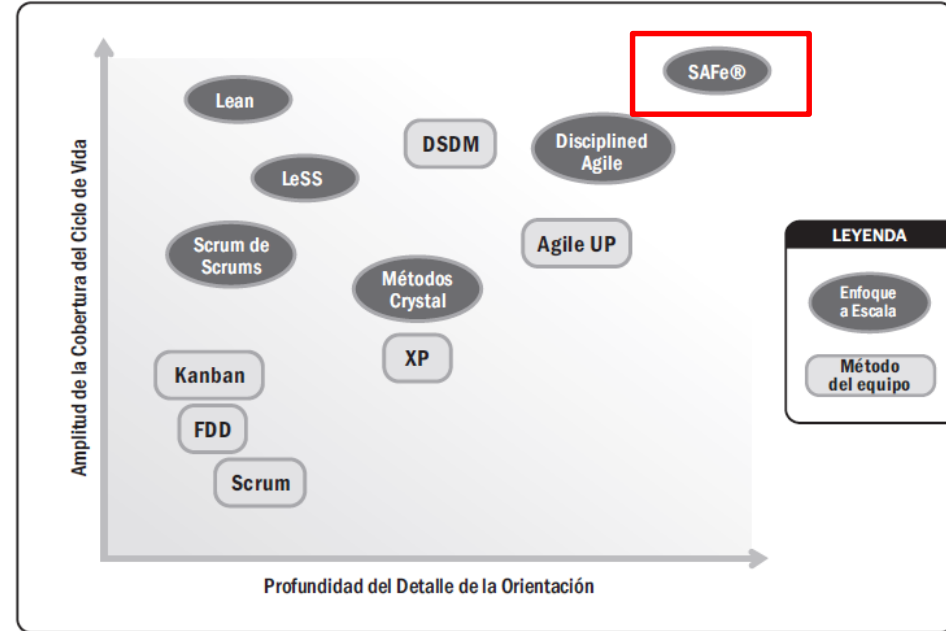 Amplitud de la Cobertura del Ciclo de Vida
SAFe®
Lean
DSDM
Disciplined
Agile
LeSS
Scrum de
Scrums
Agile UP
Métodos
Crystal
XP
Kanban
FDD
Scrum
Profundidad del Detalle de la Orientación
LEYENDA
Enfoque
a Escala
Método
del equipo